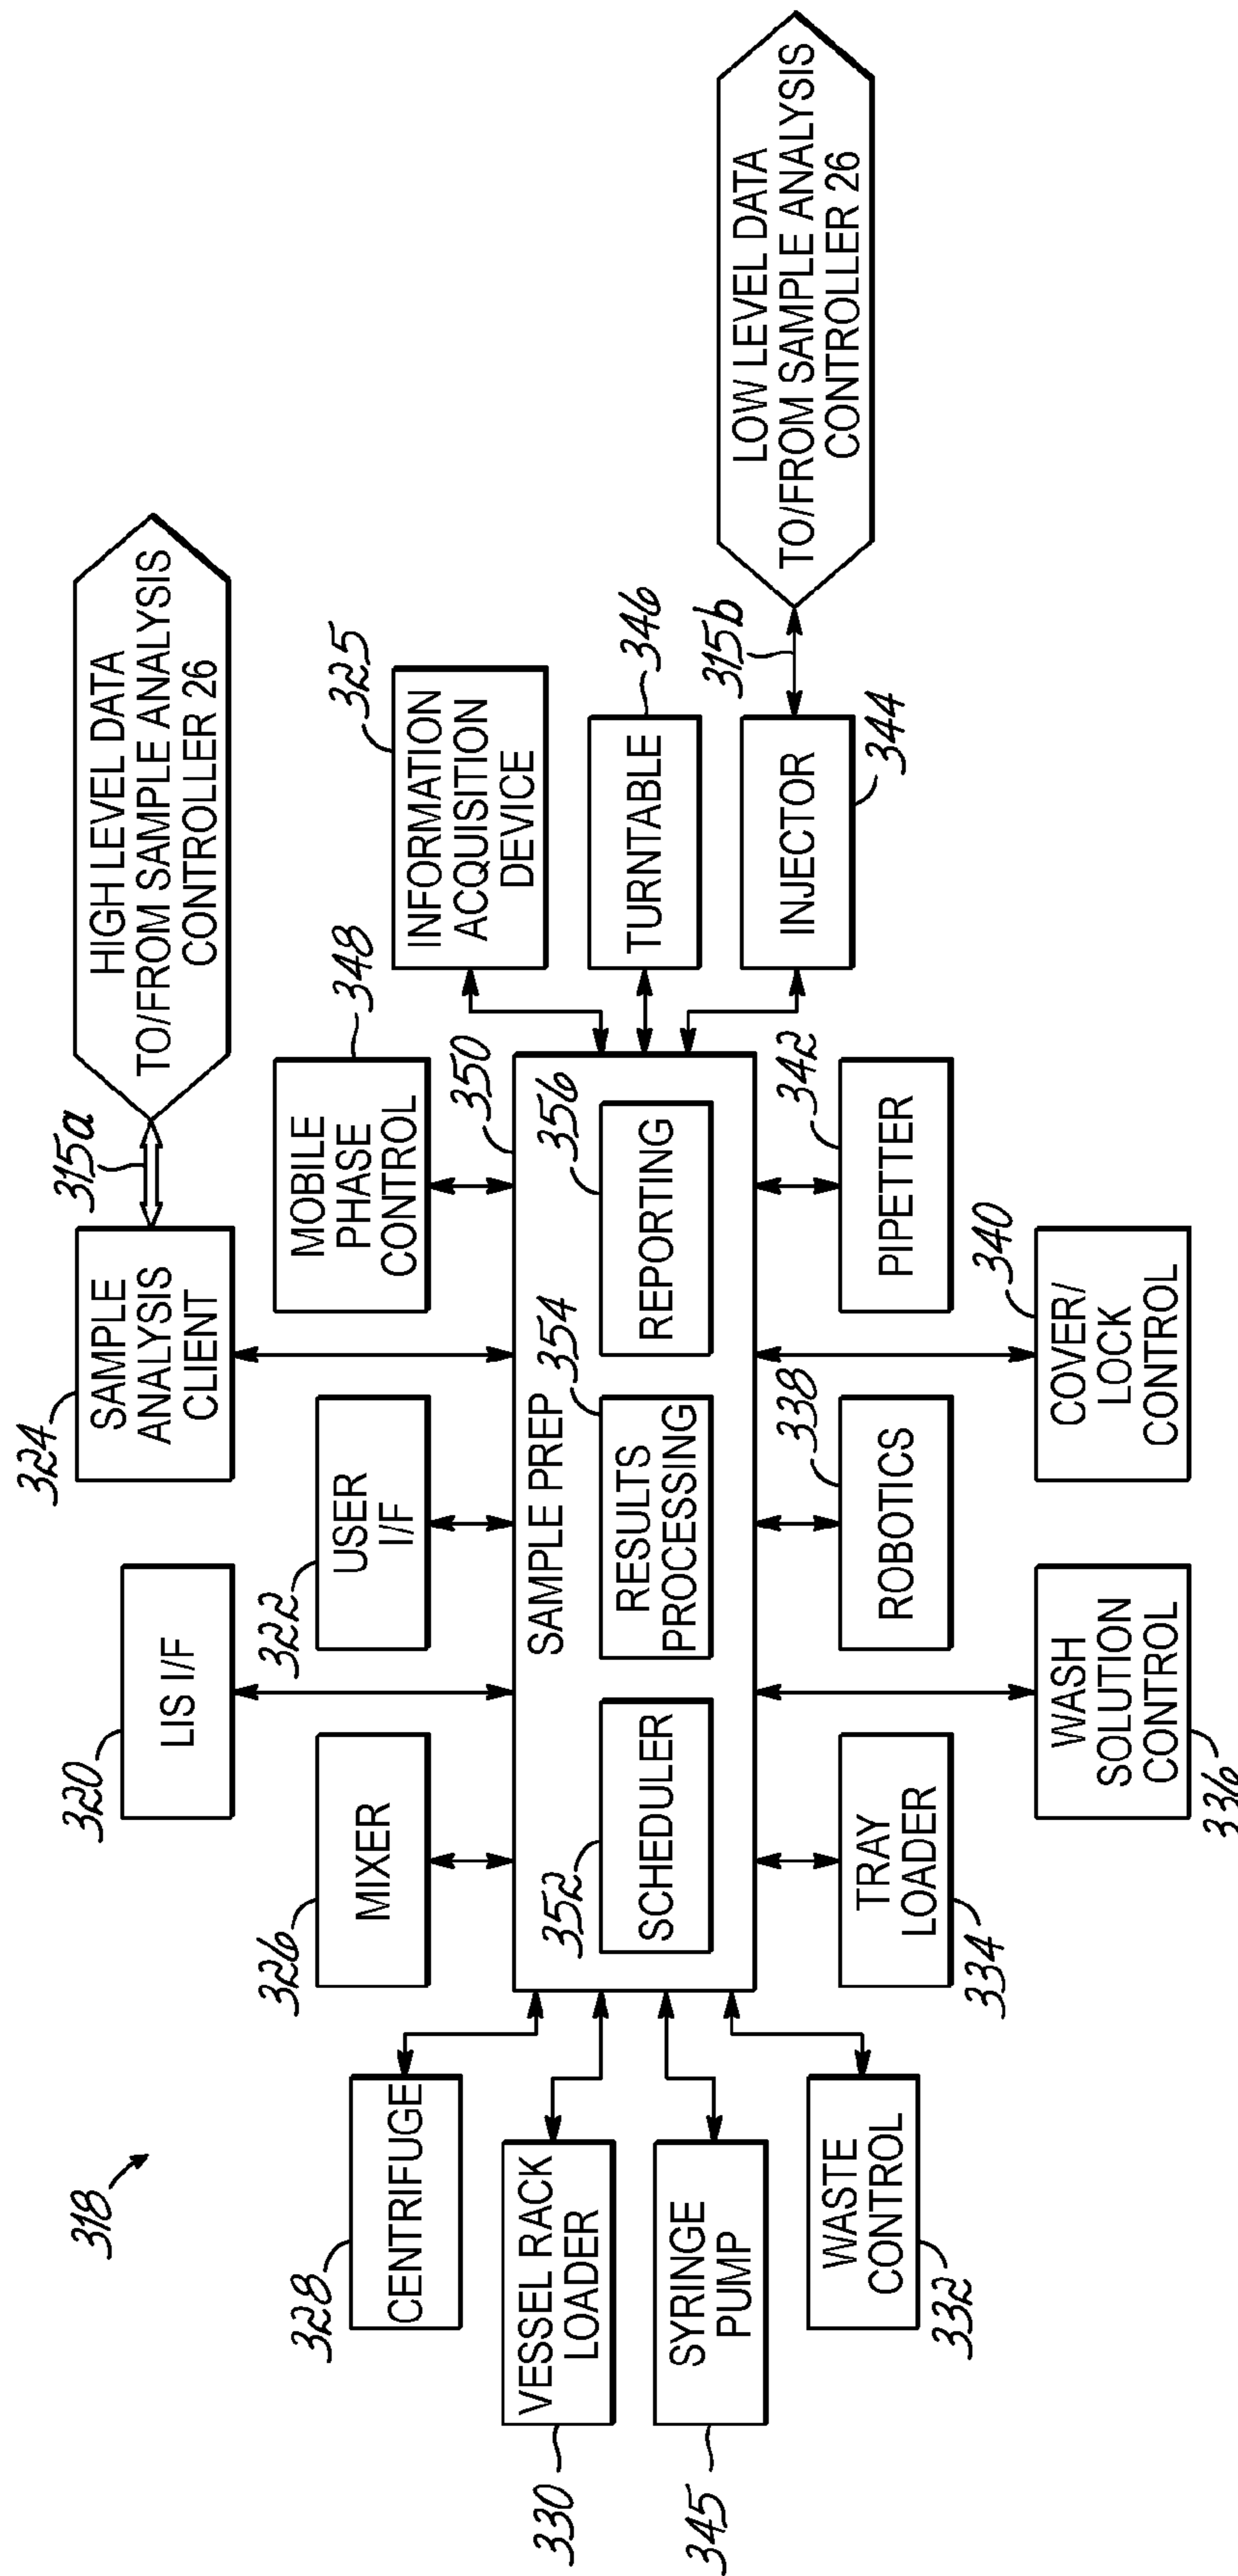 318
320
LIS I/F
324
SAMPLE
ANALYSIS
CLIENT
315a
HIGH LEVEL DATA
TO/FROM SAMPLE ANALYSIS
CONTROLLER 26
326
MIXER
322
USER
I/F
348
MOBILE
PHASE
CONTROL
328
CENTRIFUGE
330
VESSEL RACK
LOADER
345
SYRINGE
PUMP
332
WASTE
CONTROL
350
SAMPLE PREP
352
SCHEDULER
354
RESULTS
PROCESSING
356
REPORTING
325
INFORMATION
ACQUISITION
DEVICE
346
TURNTABLE
344
INJECTOR
315b
LOW LEVEL DATA
TO/FROM SAMPLE ANALYSIS
CONTROLLER 26
334
TRAY
LOADER
338
ROBOTICS
342
PIPETTER
336
WASH
SOLUTION
CONTROL
340
COVER/
LOCK
CONTROL